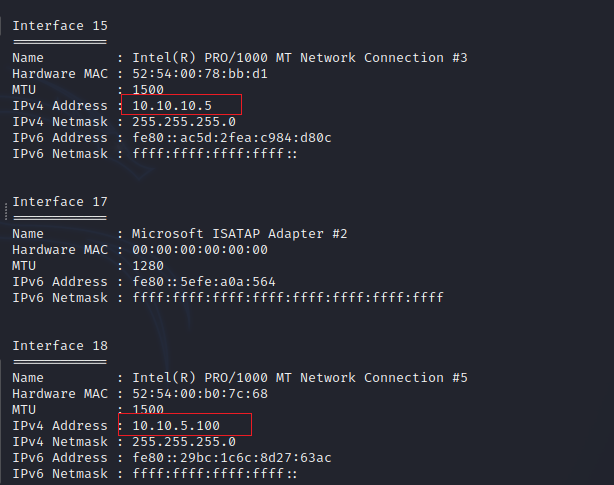 Interface 15
============
Name         : Intel(R) PRO/1000 MT Network Connection #3
Hardware MAC : 52:54:00:78:bb:d1
MTU          : 1500
IPv4 Address : 10.10.10.5
IPv4 Netmask : 255.255.255.0
IPv6 Address : fe80::ac5d:2fea:c984:d80c
IPv6 Netmask : ffff:ffff:ffff:ffff::
Interface 17
============
Name         : Microsoft ISATAP Adapter #2
Hardware MAC : 00:00:00:00:00:00
MTU          : 1280
IPv6 Address : fe80::5efe:a0a:564
IPv6 Netmask : ffff:ffff:ffff:ffff:ffff:ffff:ffff:ffff
Interface 18
============
Name         : Intel(R) PRO/1000 MT Network Connection #5
Hardware MAC : 52:54:00:b0:7c:68
MTU          : 1500
IPv4 Address : 10.10.5.100
IPv4 Netmask : 255.255.255.0
IPv6 Address : fe80::29bc:1c6c:8d27:63ac
IPv6 Netmask : ffff:ffff:ffff:ffff::